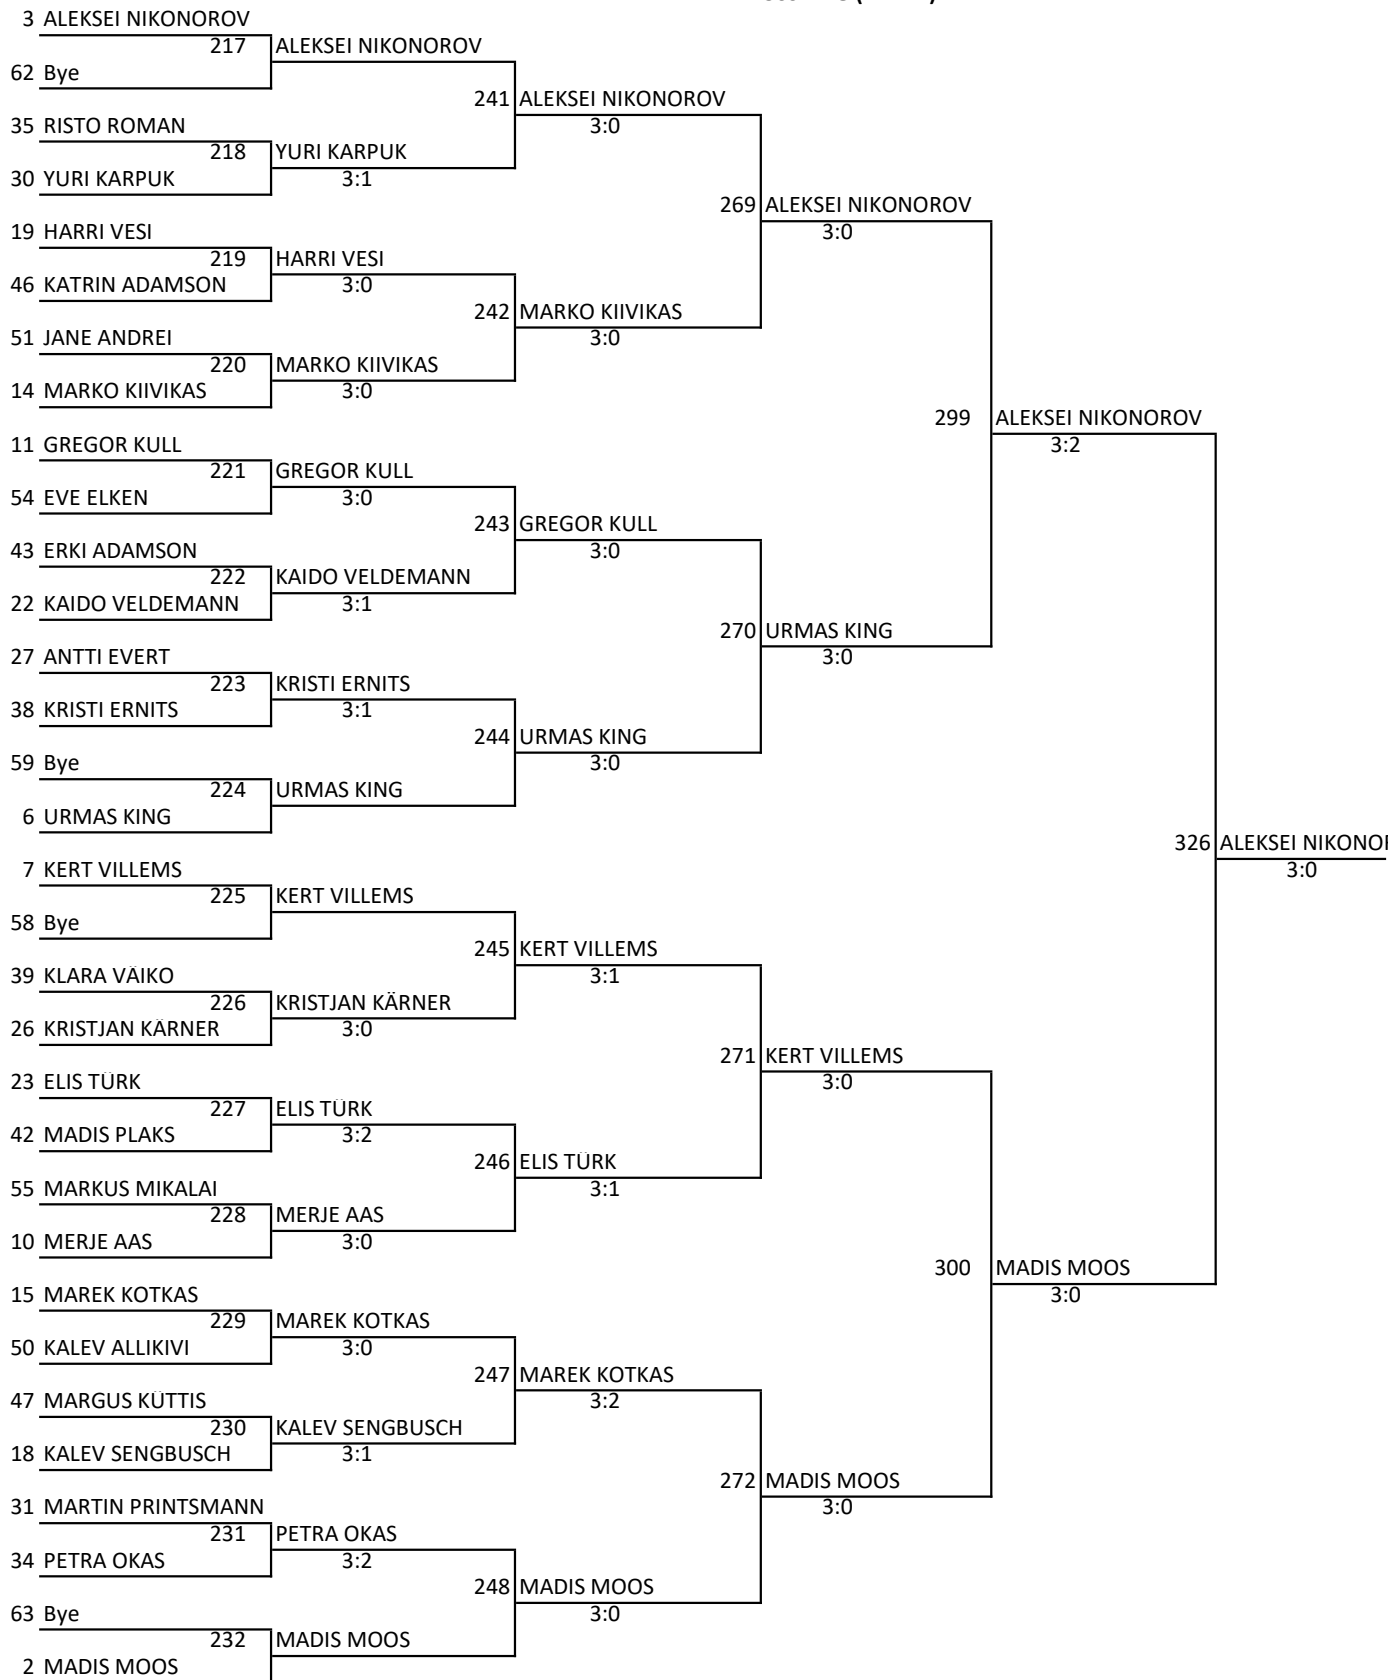 3 ALEKSEI NIKONOROV
217 ALEKSEI NIKONOROV
62 Bye
241 ALEKSEI NIKONOROV
35 RISTO ROMAN
3:0
218 YURI KARPUK
30 YURI KARPUK
3:1
269 ALEKSEI NIKONOROV
19 HARRI VESI
3:0
219 HARRI VESI
46 KATRIN ADAMSON
3:0
242 MARKO KIIVIKAS
51 JANE ANDREI
3:0
220 MARKO KIIVIKAS
14 MARKO KIIVIKAS
3:0
299 ALEKSEI NIKONOROV
11 GREGOR KULL
3:2
221 GREGOR KULL
54 EVE ELKEN
3:0
243 GREGOR KULL
43 ERKI ADAMSON
3:0
222 KAIDO VELDEMANN
22 KAIDO VELDEMANN
3:1
270 URMAS KING
27 ANTTI EVERT
3:0
223 KRISTI ERNITS
38 KRISTI ERNITS
3:1
244 URMAS KING
59 Bye
3:0
224 URMAS KING
6 URMAS KING
326 ALEKSEI NIKONO
7 KERT VILLEMS
3:0
225 KERT VILLEMS
58 Bye
245 KERT VILLEMS
39 KLARA VÄIKO
3:1
226 KRISTJAN KÄRNER
26 KRISTJAN KÄRNER
3:0
271 KERT VILLEMS
23 ELIS TÜRK
3:0
227 ELIS TÜRK
42 MADIS PLAKS
3:2
246 ELIS TÜRK
55 MARKUS MIKALAI
3:1
228 MERJE AAS
10 MERJE AAS
3:0
300 MADIS MOOS
15 MAREK KOTKAS
3:0
229 MAREK KOTKAS
50 KALEV ALLIKIVI
3:0
247 MAREK KOTKAS
47 MARGUS KÜTTIS
3:2
230 KALEV SENGBUSCH
18 KALEV SENGBUSCH
3:1
272 MADIS MOOS
31 MARTIN PRINTSMANN
3:0
231 PETRA OKAS
34 PETRA OKAS
3:2
248 MADIS MOOS
63 Bye
3:0
232 MADIS MOOS
2 MADIS MOOS